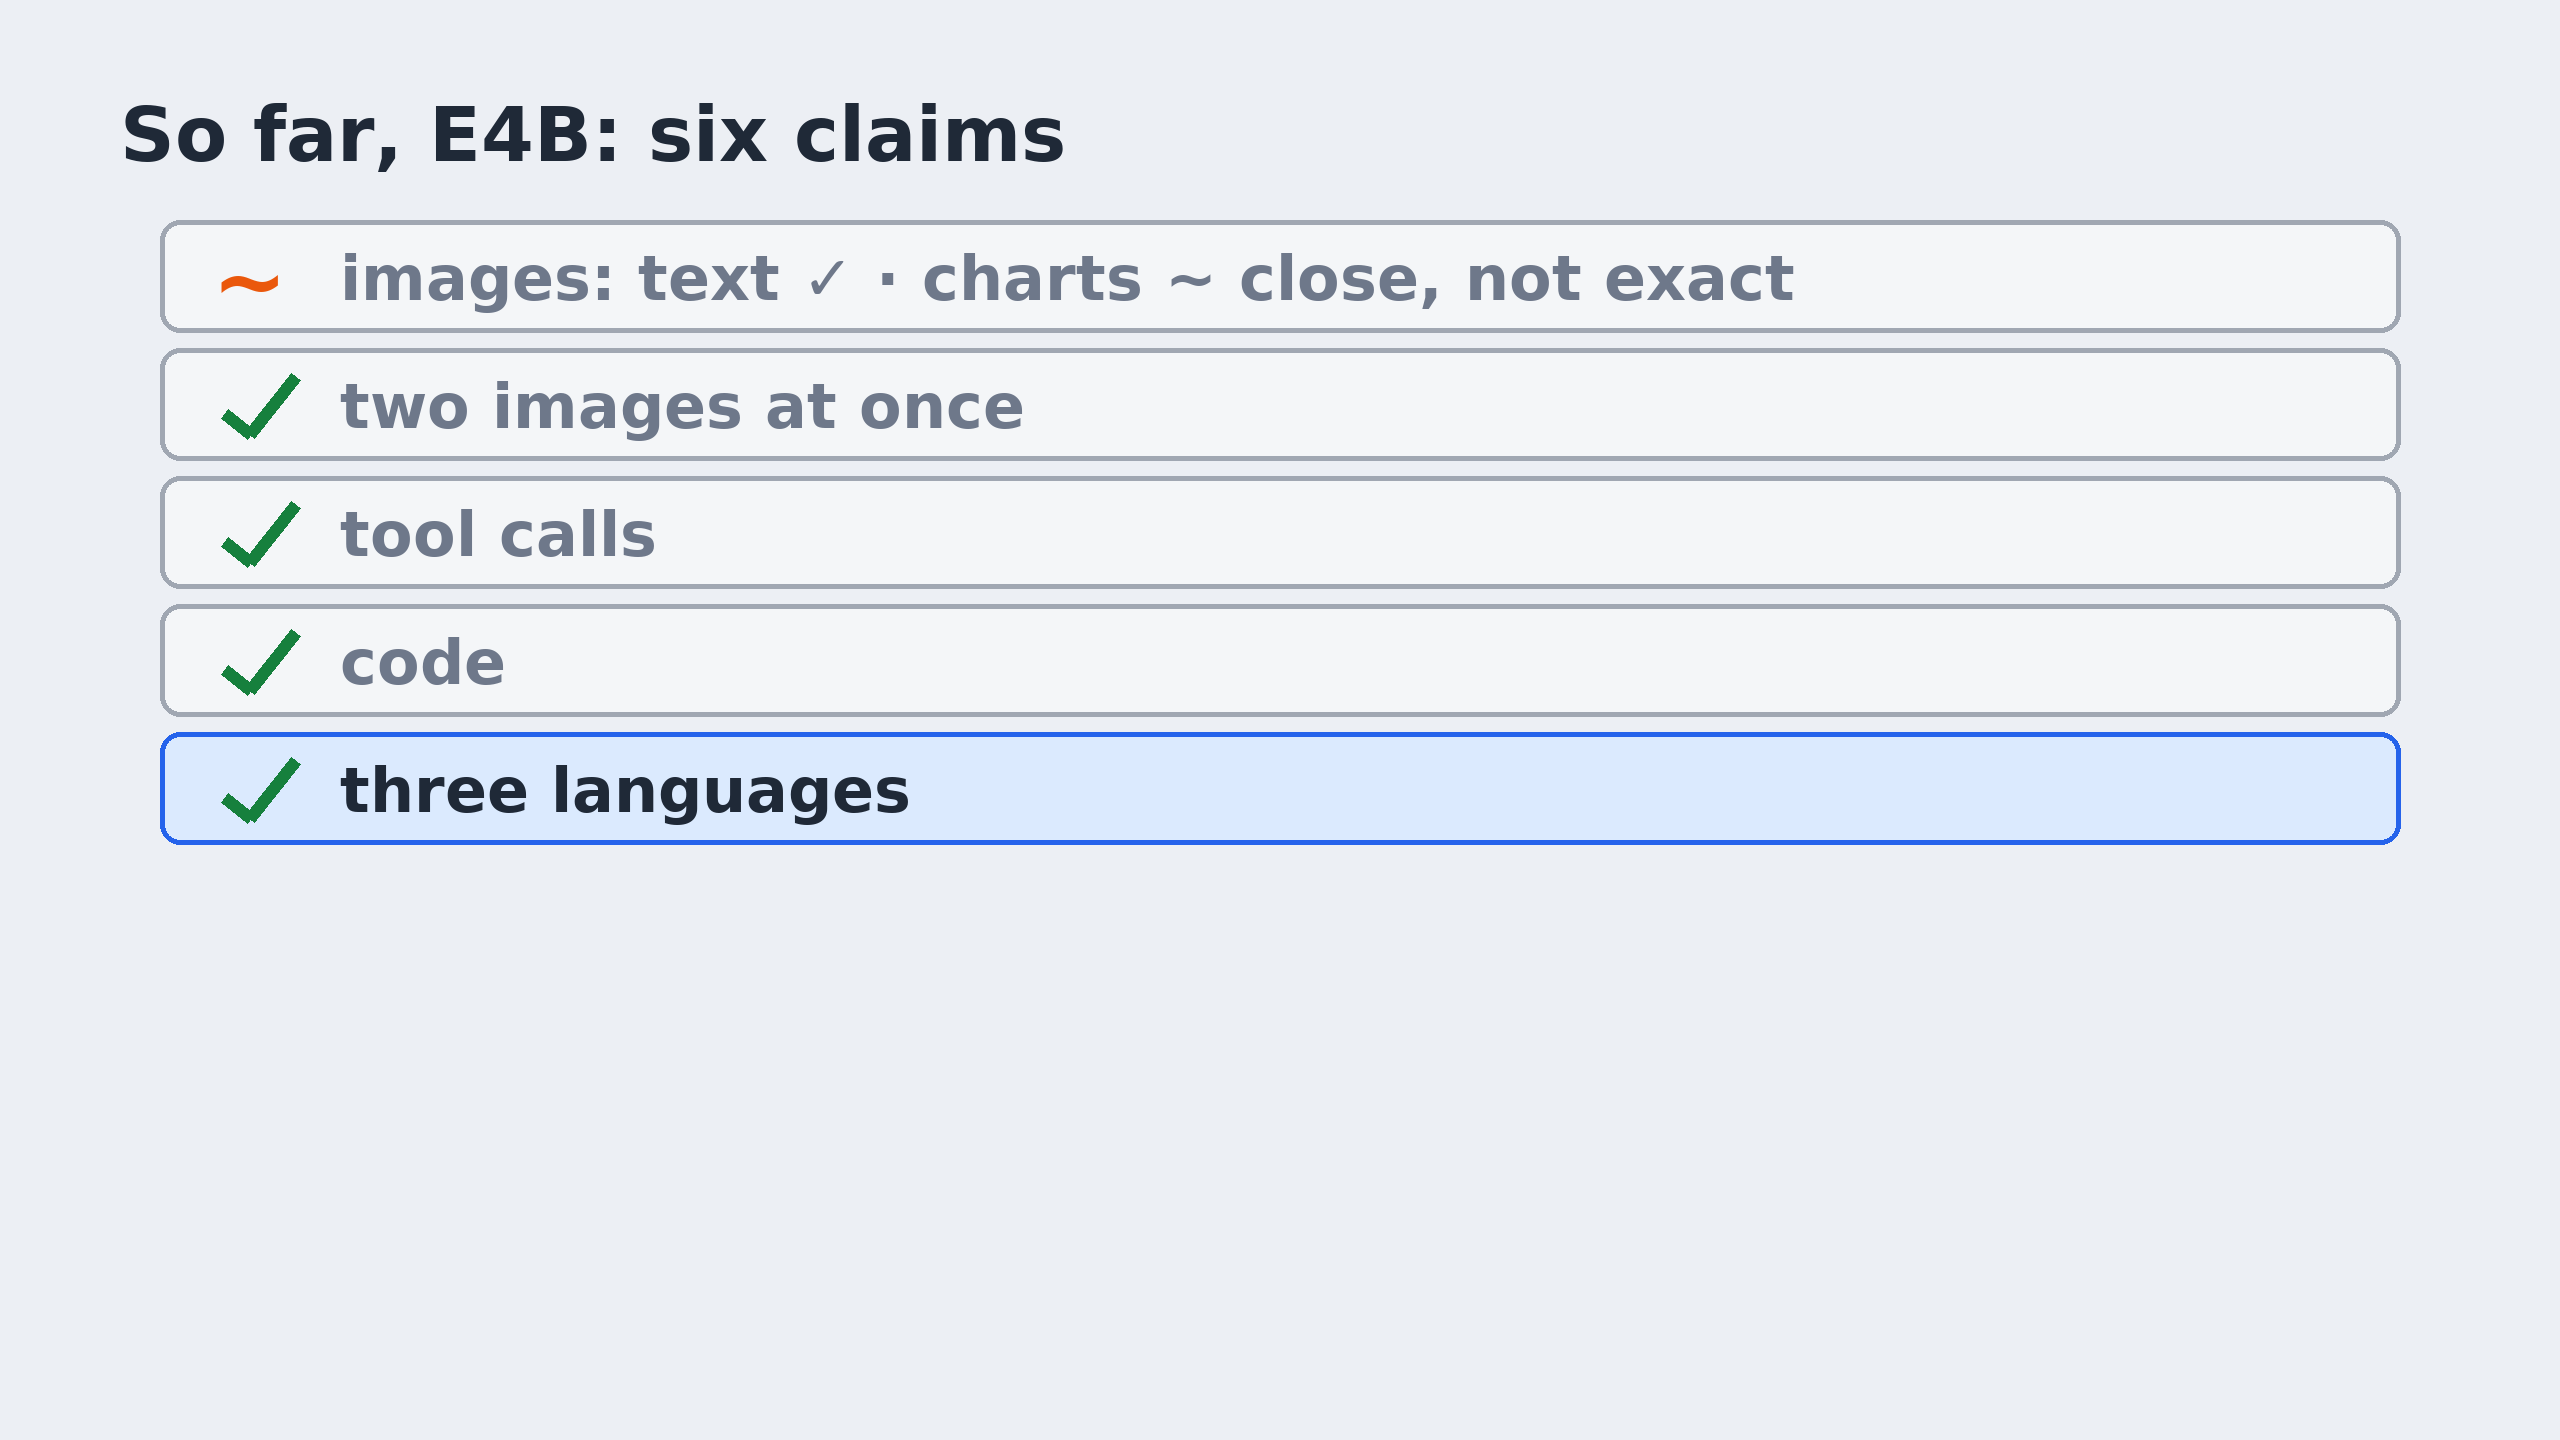 So far, E4B: six claims
~ images: text ✓ · charts ~ close, not exact
✓ two images at once
✓ tool calls
✓ code
✓ three languages